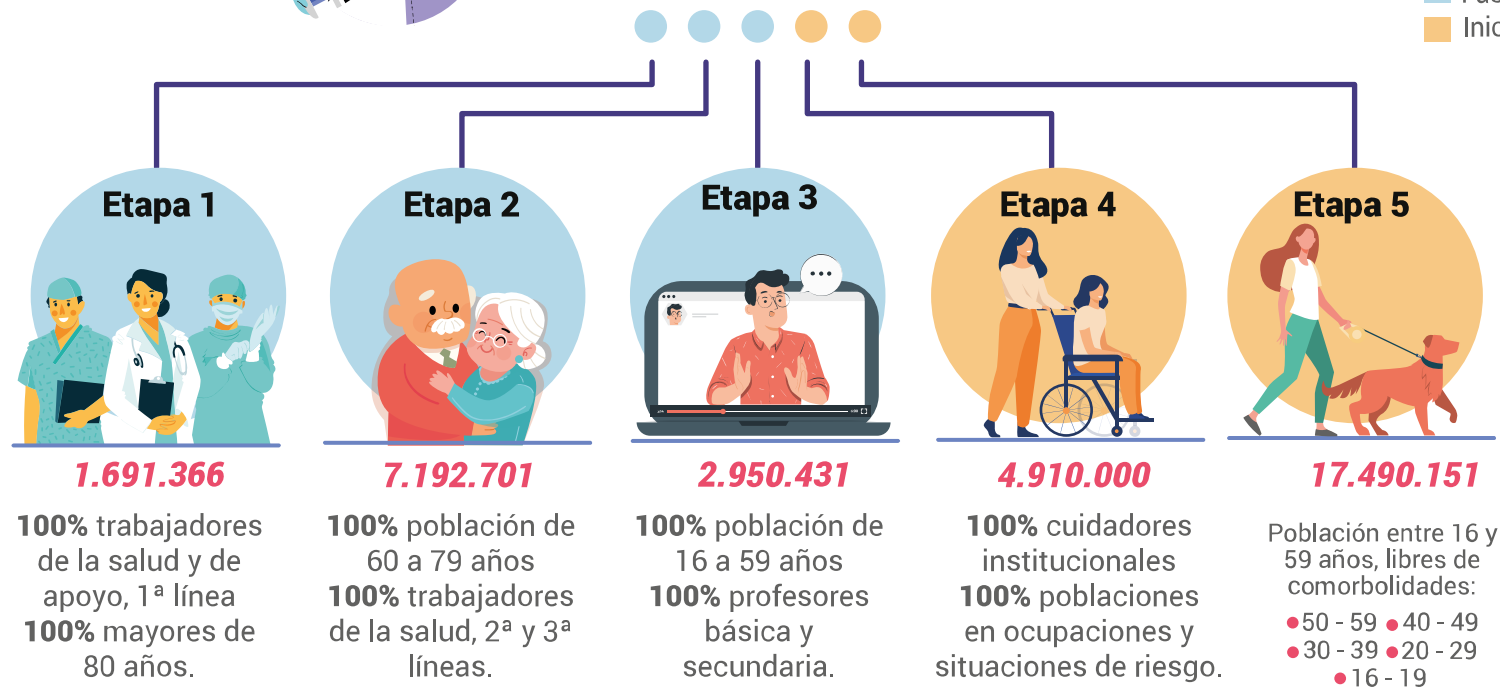 Etapa 1
1.691.366
100% trabajadores
de la salud y de
apoyo, 1ª línea
100% mayores de
80 años.
Etapa 2
7.192.701
100% población de
60 a 79 años
100% trabajadores
de la salud, 2ª y 3ª
líneas.
Etapa 3
2.950.431
100% población de
16 a 59 años
100% profesores
básica y
secundaria.
Etapa 4
4.910.000
100% cuidadores
institucionales
100% poblaciones
en ocupaciones y
situaciones de riesgo.
Etapa 5
17.490.151
Población entre 16 y
59 años, libres de
comorbolidades:
50 - 59 40 - 49
30 - 39 20 - 29
16 - 19